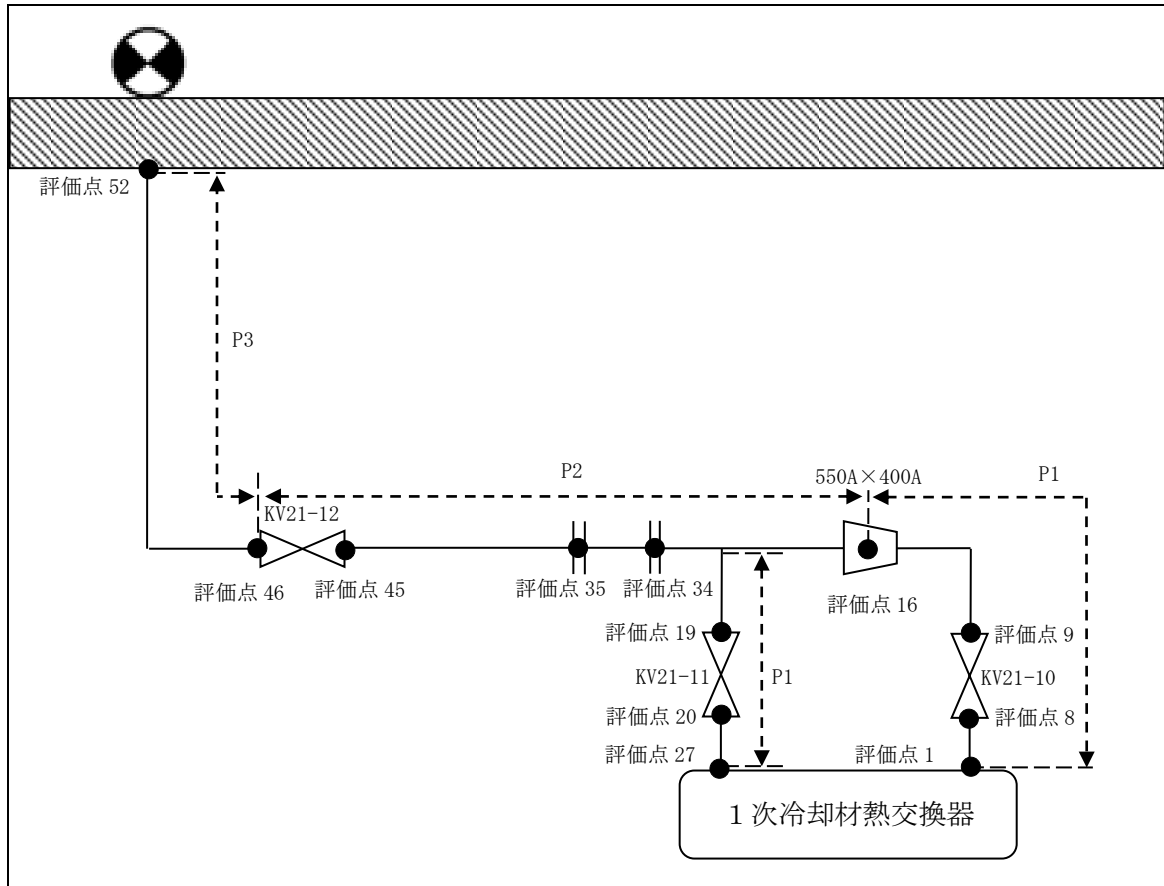 評価点 52
P3
P2
550A×400A
P1
KV21-12
評価点 46
評価点 45
評価点 35
評価点 34
評価点 16
評価点 19
評価点 9
KV21-11
P1
KV21-10
評価点 20
評価点 8
評価点 27
評価点 1
１次冷却材熱交換器